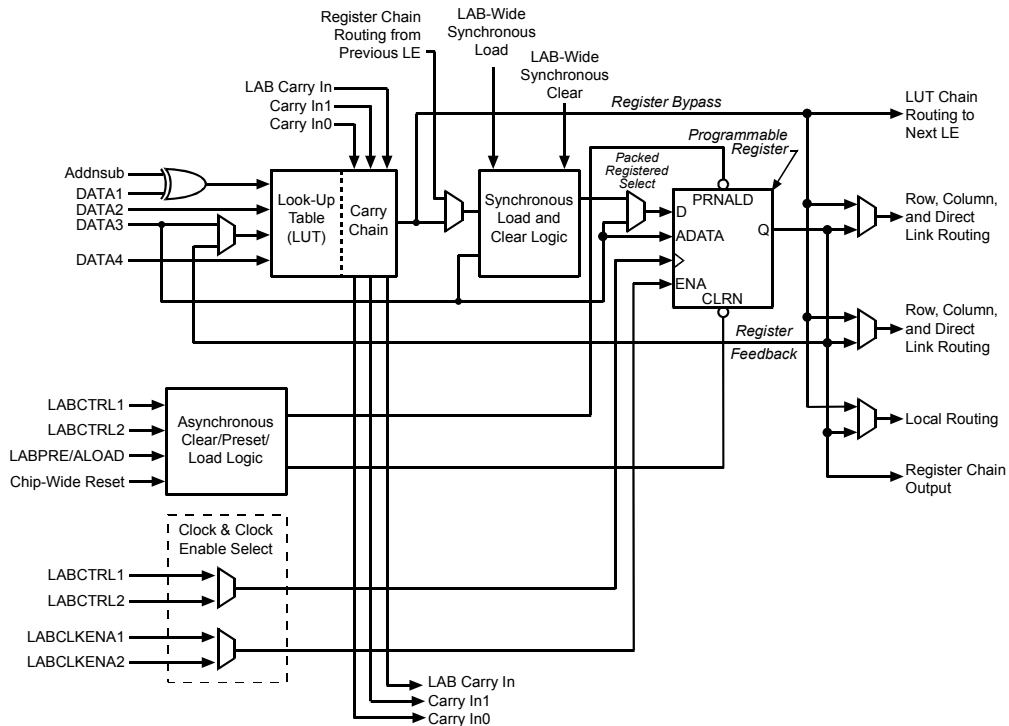 Register Chain
Routing from
Previous LE
LAB-Wide
Synchronous
Load
LAB-Wide
Synchronous
Clear
LAB Carry In
Carry In1
Carry In0
Register Bypass
LUT Chain
Routing to
Next LE
Programmable
Register
Packed
Registered
Select
Addnsub
DATA1
DATA2
DATA3
DATA4
Look-Up
Table
(LUT)
Carry
Chain
Synchronous
Load and
Clear Logic
PRNALD
D
Q
ADATA
ENA
CLRN
Row, Column,
and Direct
Link Routing
Row, Column,
and Direct
Link Routing
Register
Feedback
LABCTRL1
LABCTRL2
LABPRE/ALOAD
Chip-Wide Reset
Asynchronous
Clear/Preset/
Load Logic
Local Routing
Register Chain
Output
Clock & Clock
Enable Select
LABCTRL1
LABCTRL2
LABCLKENA1
LABCLKENA2
LAB Carry In
Carry In1
Carry In0